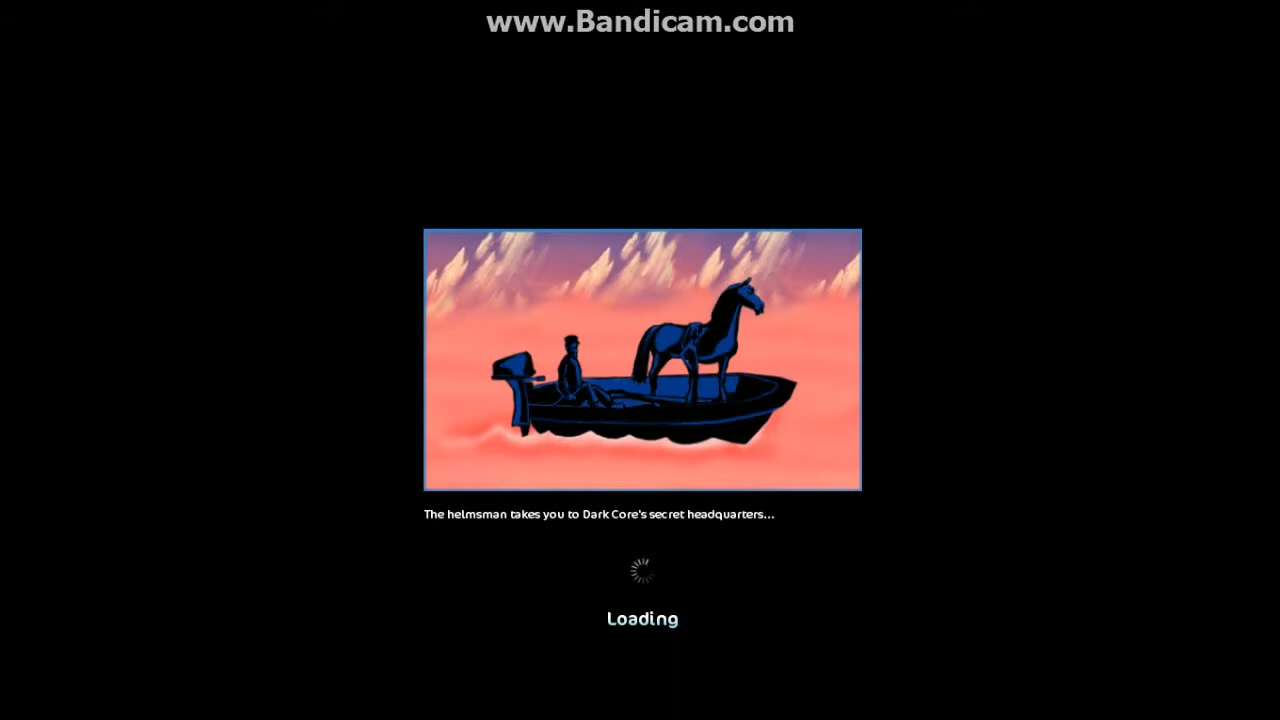 www.Bandicam.com
The helmsman takes you to Dark Core's secret headquarters...
Loading